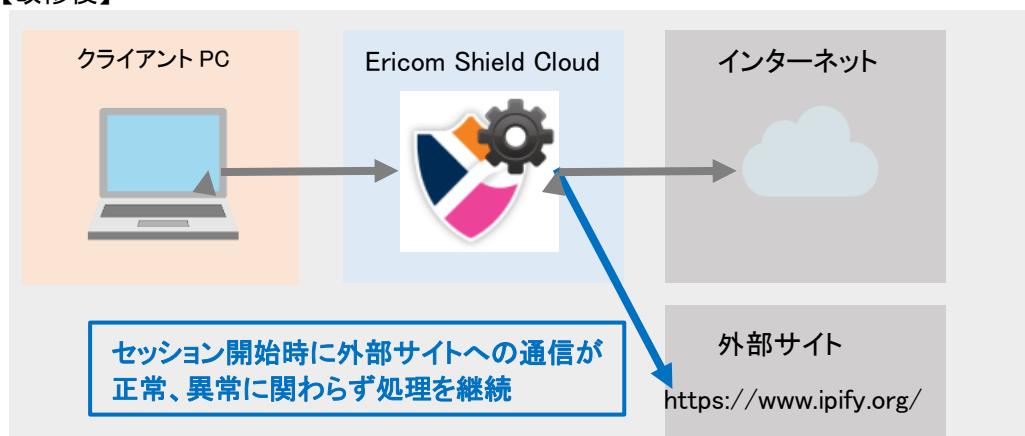 【改修後】
クライアント PC
Ericom Shield Cloud
インターネット
セッション開始時に外部サイトへの通信が
正常、異常に関わらず処理を継続
外部サイト
https://www.ipify.org/